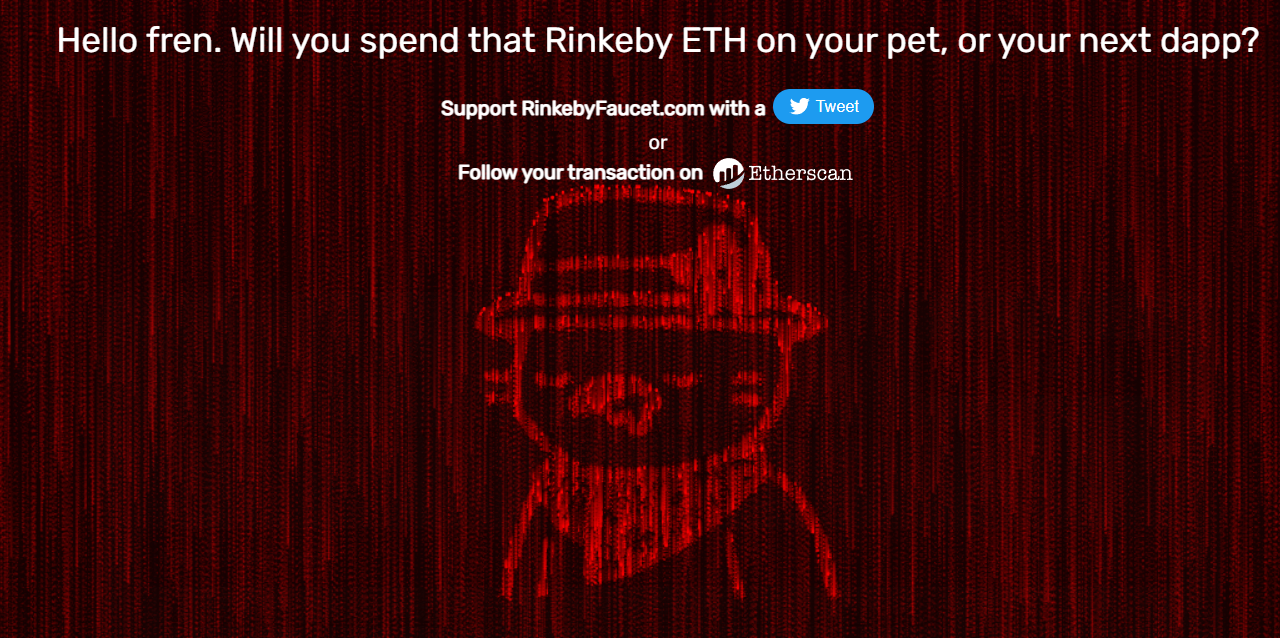 Hello fren. Will you spend that Rinkeby ETH on your pet, or your next dapp?
Support RinkebyFaucet.com with a Tweet
or
Follow your transaction on Etherscan